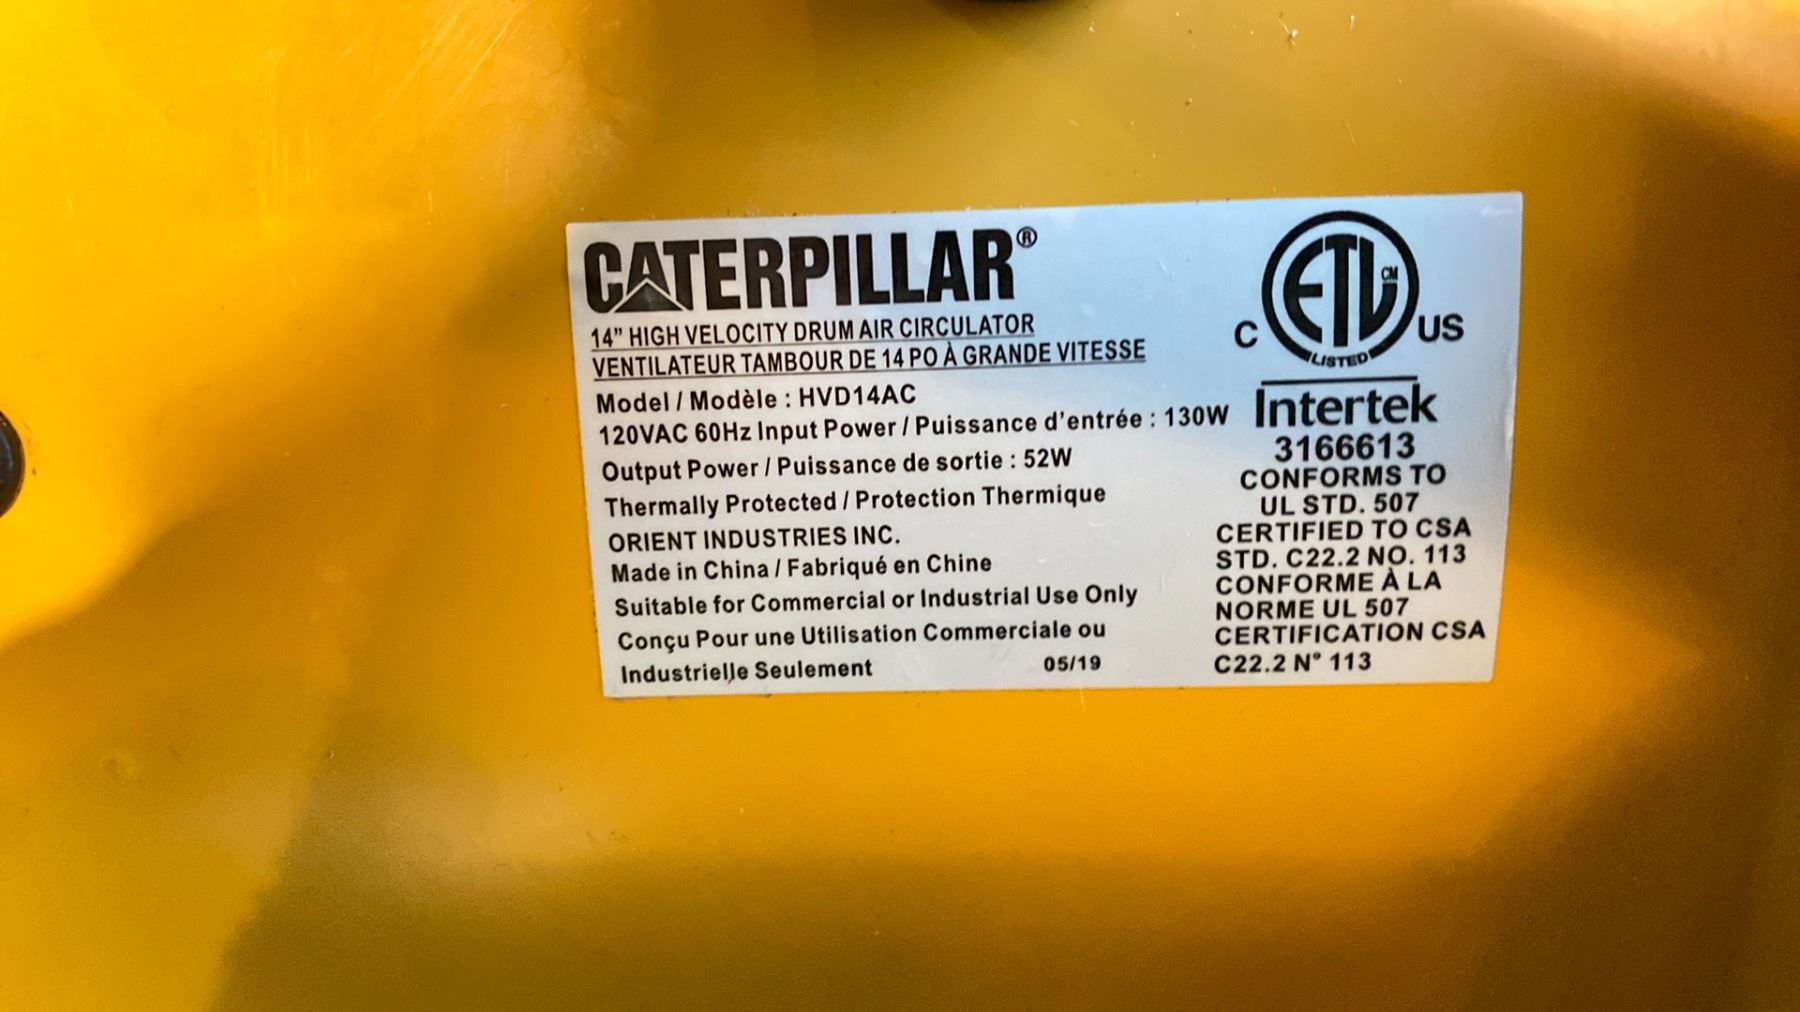 CATERPILLAR®
14” HIGH VELOCITY DRUM AIR CIRCULATOR
VENTILATEUR TAMBOUR DE 14 PO À GRANDE VITESSE
Model / Modèle : HVD14AC
120VAC 60Hz Input Power / Puissance d'entrée : 130W
Output Power / Puissance de sortie : 52W
Thermally Protected / Protection Thermique
ORIENT INDUSTRIES INC.
Made in China / Fabriqué en Chine
Suitable for Commercial or Industrial Use Only
Conçu Pour une Utilisation Commerciale ou
Industrielle Seulement 05/19
ETL CM
C US
LISTED
Intertek
3166613
CONFORMS TO
UL STD. 507
CERTIFIED TO CSA
STD. C22.2 NO. 113
CONFORME À LA
NORME UL 507
CERTIFICATION CSA
C22.2 N° 113